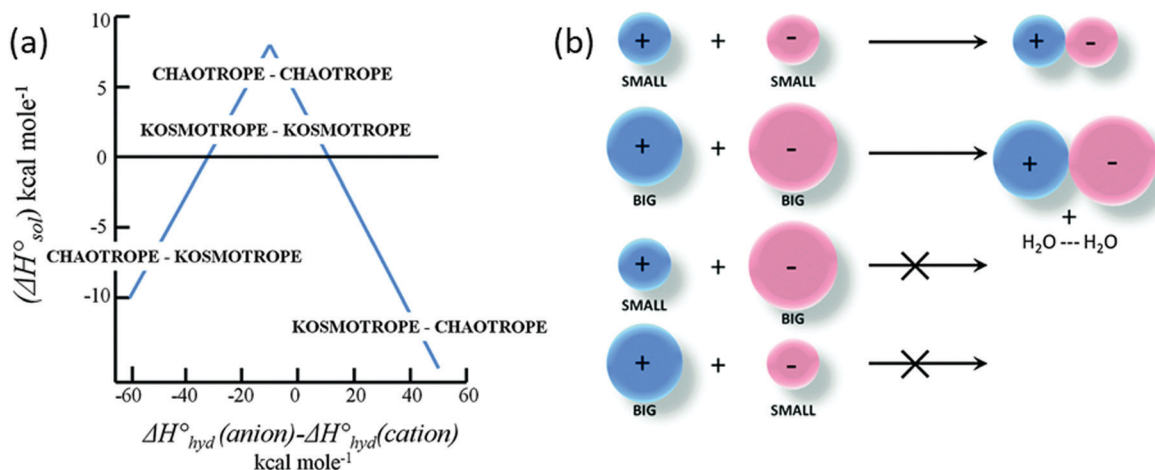 (a)
10
5
0
-5
-10
(ΔH°sol) kcal mole-1
CHAOTROPE - CHAOTROPE
KOSMOTROPE - KOSMOTROPE
CHAOTROPE - KOSMOTROPE
KOSMOTROPE - CHAOTROPE
-60 -40 -20 0 20 40 60
ΔH°hyd (anion)-ΔH°hyd(cation)
kcal mole-1
(b)
+ + - + -
SMALL SMALL
+ + - + -
BIG BIG
+
H2O --- H2O
+ + -
SMALL BIG
+ + -
BIG SMALL